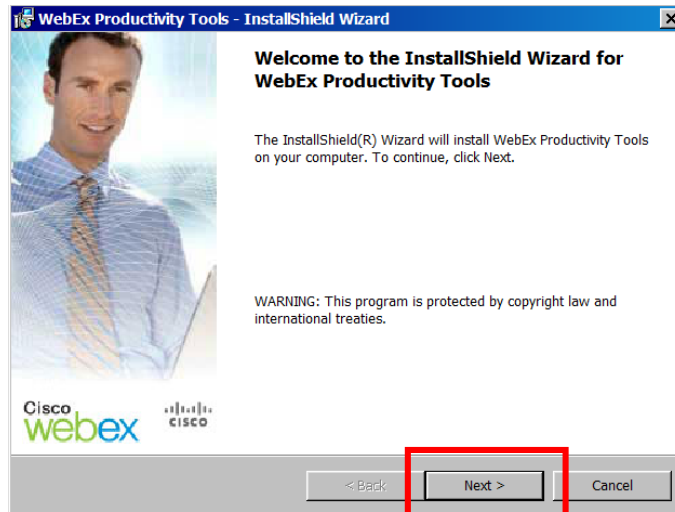 WebEx Productivity Tools - InstallShield Wizard
Welcome to the InstallShield Wizard for
WebEx Productivity Tools
The InstallShield(R) Wizard will install WebEx Productivity Tools
on your computer. To continue, click Next.
WARNING: This program is protected by copyright law and
international treaties.
Cisco
webex
CISCO
< Back
Next >
Cancel